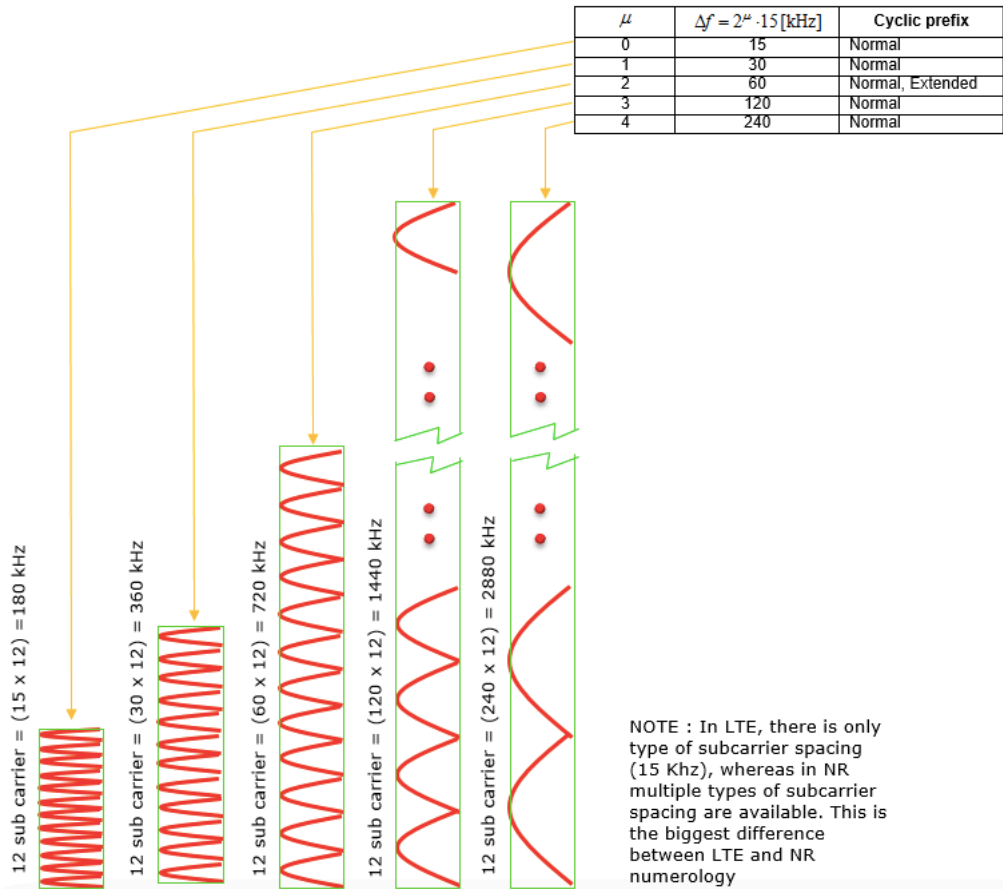 μ Δf = 2^μ · 15 [kHz] Cyclic prefix
0 15 Normal
1 30 Normal
2 60 Normal, Extended
3 120 Normal
4 240 Normal
12 sub carrier = (15 x 12) =180 kHz
12 sub carrier = (30 x 12) = 360 kHz
12 sub carrier = (60 x 12) = 720 kHz
12 sub carrier = (120 x 12) = 1440 kHz
12 sub carrier = (240 x 12) = 2880 kHz
NOTE : In LTE, there is only
type of subcarrier spacing
(15 Khz), whereas in NR
multiple types of subcarrier
spacing are available. This is
the biggest difference
between LTE and NR
numerology